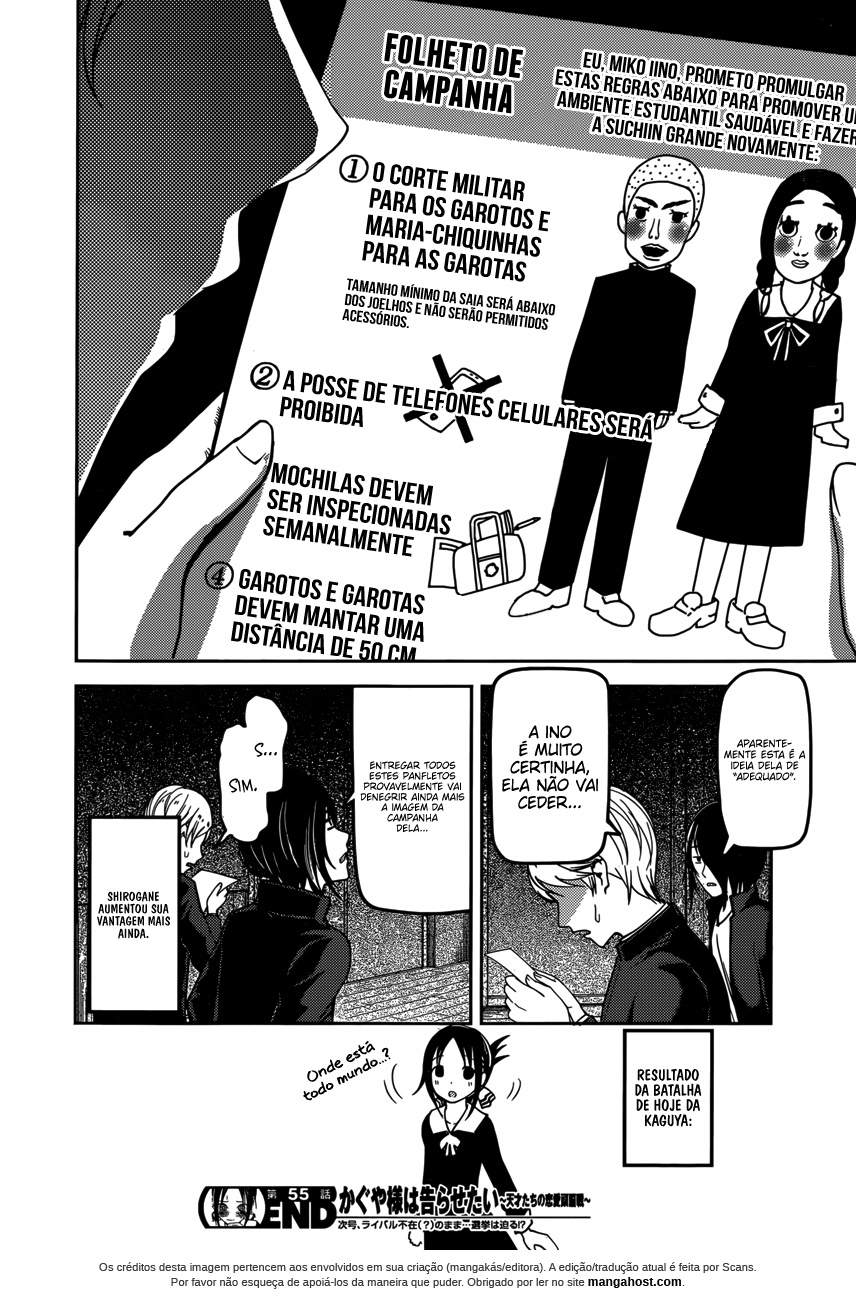 FOLHETO DE
CAMPANHA
EU, MIKO IINO, PROMETO PROMULGAR
ESTAS REGRAS ABAIXO PARA PROMOVER UM
AMBIENTE ESTUDANTIL SAUDÁVEL E FAZER
A SUCHIIN GRANDE NOVAMENTE:
① O CORTE MILITAR
PARA OS GAROTOS E
MARIA-CHIQUINHAS
PARA AS GAROTAS
TAMANHO MÍNIMO DA SAIA SERÁ ABAIXO
DOS JOELHOS E NÃO SERÃO PERMITIDOS
ACESSÓRIOS.
② A POSSE DE TELEFONES CELULARES SERÁ
PROIBIDA
MOCHILAS DEVEM
SER INSPECIONADAS
SEMANALMENTE
④ GAROTOS E GAROTAS
DEVEM MANTAR UMA
DISTÂNCIA DE 50 CM
APARENTE-
MENTE ESTA É A
IDEIA DELA DE
"ADEQUADO".
A INO
É MUITO
CERTINHA,
ELA NÃO VAI
CEDER...
ENTREGAR TODOS
ESTES PANFLETOS
PROVAVELMENTE VAI
DENEGRIR AINDA MAIS
A IMAGEM DA
CAMPANHA
DELA...
S...
SIM.
SHIROGANE
AUMENTOU SUA
VANTAGEM MAIS
AINDA.
RESULTADO
DA BATALHA
DE HOJE DA
KAGUYA:
Onde está
todo mundo...?
第55話
END
かぐや様は告らせたい~天才たちの恋愛頭脳戦~
次号、ライバル不在(?)のまま…選挙は迫る!?
Os créditos desta imagem pertencem aos envolvidos em sua criação (mangakás/editora). A edição/tradução atual é feita por Scans.
Por favor não esqueça de apoiá-los da maneira que puder. Obrigado por ler no site mangahost.com.